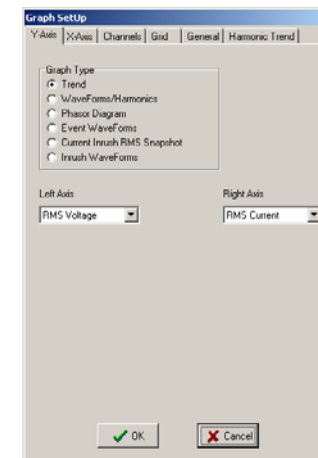 Graph SetUp
Y-Axis X-Axis Channels Grid General Harmonic Trend
Graph Type
Trend
WaveForms/Harmonics
Phasor Diagram
Event WaveForms
Current Inrush RMS Snapshot
Inrush WaveForms
Left Axis Right Axis
RMS Voltage RMS Current
OK Cancel